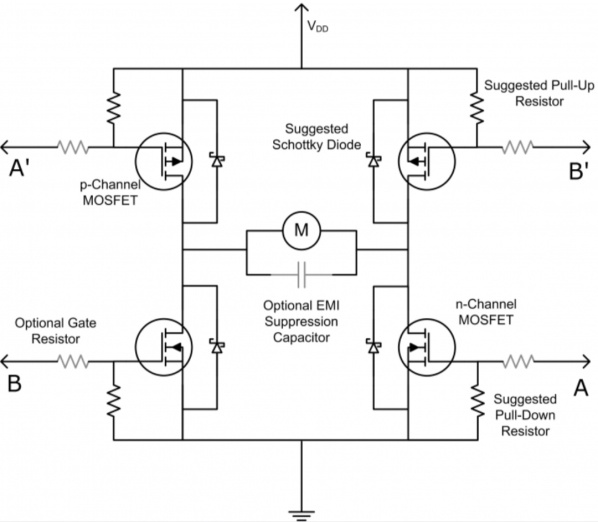 VDD
Suggested Pull-Up
Resistor
Suggested
Schottky Diode
A'
B'
p-Channel
MOSFET
M
n-Channel
MOSFET
Optional EMI
Suppression
Capacitor
Optional Gate
Resistor
B
A
Suggested
Pull-Down
Resistor